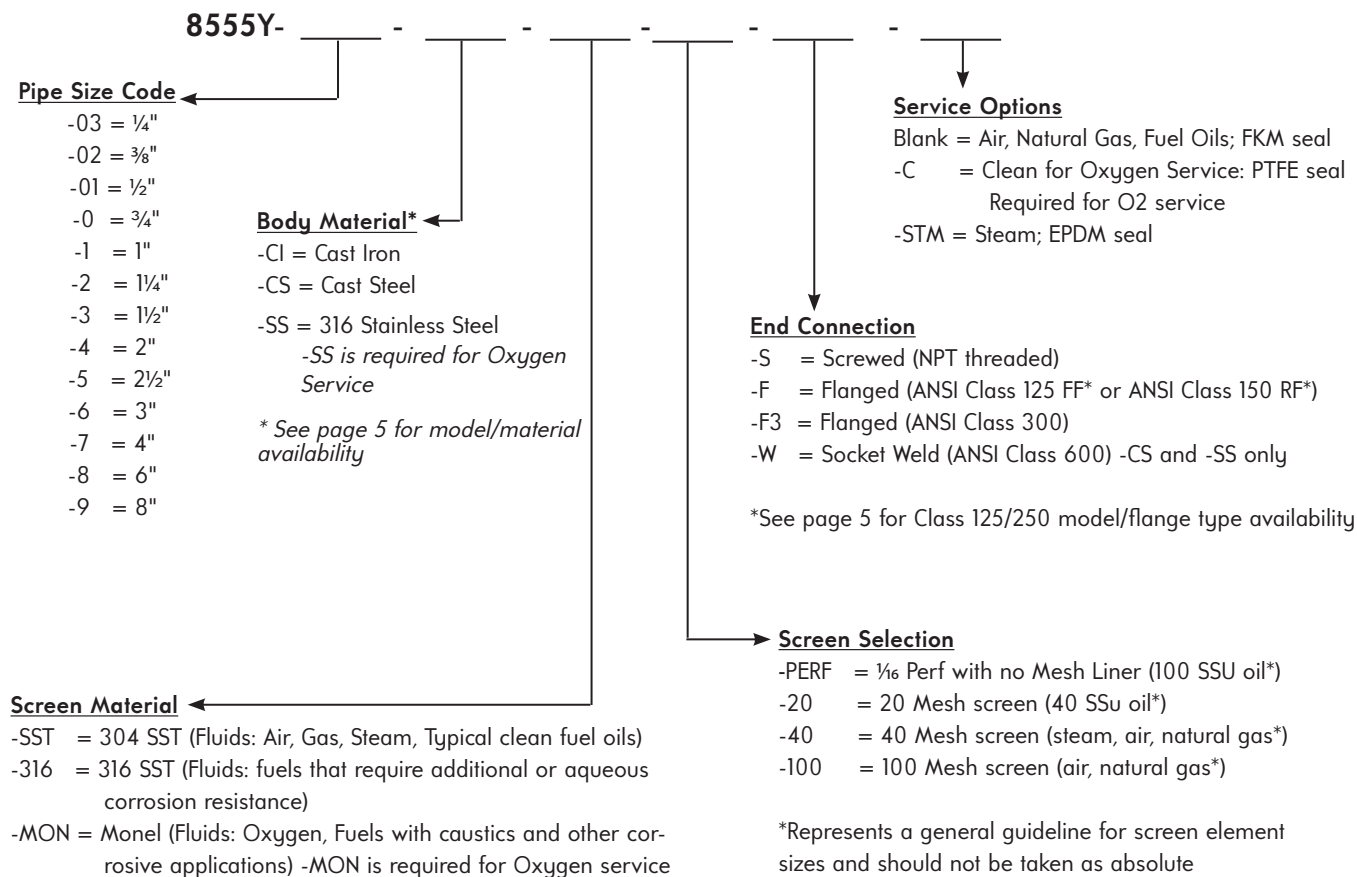 8555Y- ______ - ______ - ______ - ______ - ______ - ______
Pipe Size Code
-03 = ¼"
-02 = ⅜"
-01 = ½"
-0 = ¾"
-1 = 1"
-2 = 1¼"
-3 = 1½"
-4 = 2"
-5 = 2½"
-6 = 3"
-7 = 4"
-8 = 6"
-9 = 8"
Body Material*
-CI = Cast Iron
-CS = Cast Steel
-SS = 316 Stainless Steel
-SS is required for Oxygen
Service
* See page 5 for model/material
availability
Service Options
Blank = Air, Natural Gas, Fuel Oils; FKM seal
-C = Clean for Oxygen Service: PTFE seal
Required for O2 service
-STM = Steam; EPDM seal
End Connection
-S = Screwed (NPT threaded)
-F = Flanged (ANSI Class 125 FF* or ANSI Class 150 RF*)
-F3 = Flanged (ANSI Class 300)
-W = Socket Weld (ANSI Class 600) -CS and -SS only
*See page 5 for Class 125/250 model/flange type availability
Screen Material
-SST = 304 SST (Fluids: Air, Gas, Steam, Typical clean fuel oils)
-316 = 316 SST (Fluids: fuels that require additional or aqueous
corrosion resistance)
-MON = Monel (Fluids: Oxygen, Fuels with caustics and other cor-
rosive applications) -MON is required for Oxygen service
Screen Selection
-PERF = 1⁄16 Perf with no Mesh Liner (100 SSU oil*)
-20 = 20 Mesh screen (40 SSu oil*)
-40 = 40 Mesh screen (steam, air, natural gas*)
-100 = 100 Mesh screen (air, natural gas*)
*Represents a general guideline for screen element
sizes and should not be taken as absolute